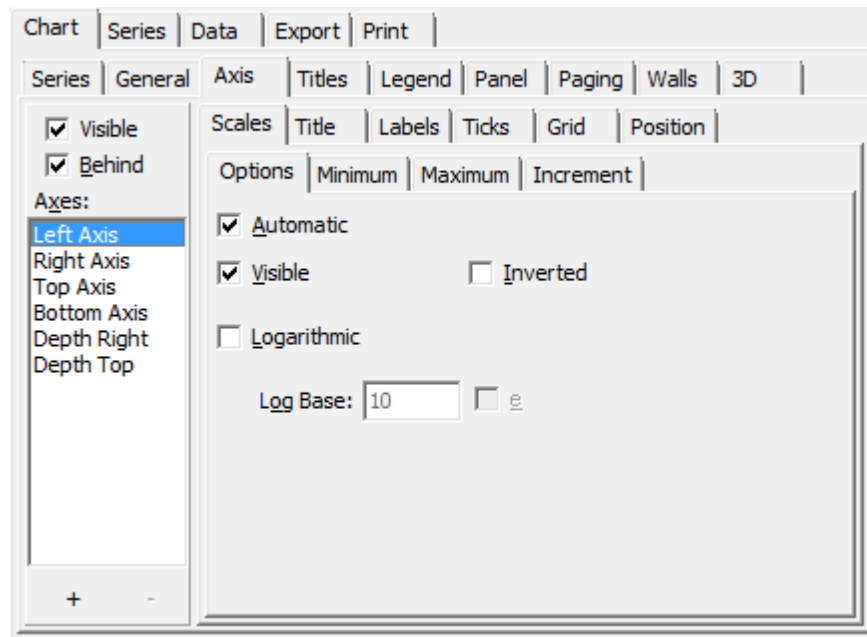 Chart Series Data Export Print
Series General Axis Titles Legend Panel Paging Walls 3D
Visible
Behind
Axes:
Left Axis
Right Axis
Top Axis
Bottom Axis
Depth Right
Depth Top
+ -
Scales Title Labels Ticks Grid Position
Options Minimum Maximum Increment
Automatic
Visible Inverted
Logarithmic
Log Base: 10 e